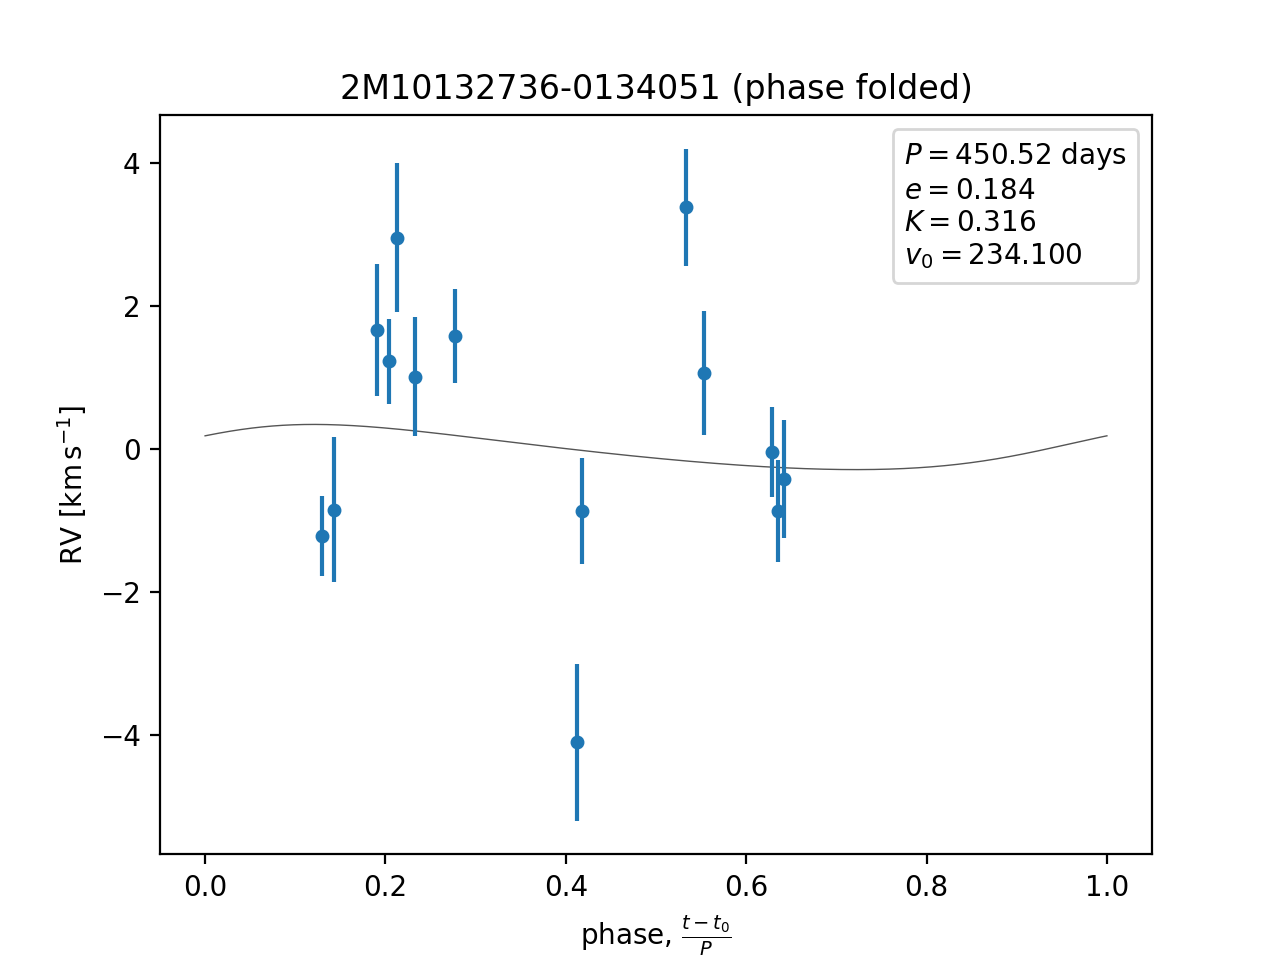 2M10132736-0134051 (phase folded)
P = 450.52 days
e = 0.184
K = 0.316
v₀ = 234.100
RV [km s⁻¹]
4
2
0
−2
−4
0.0 0.2 0.4 0.6 0.8 1.0
phase, (t − t₀)/P